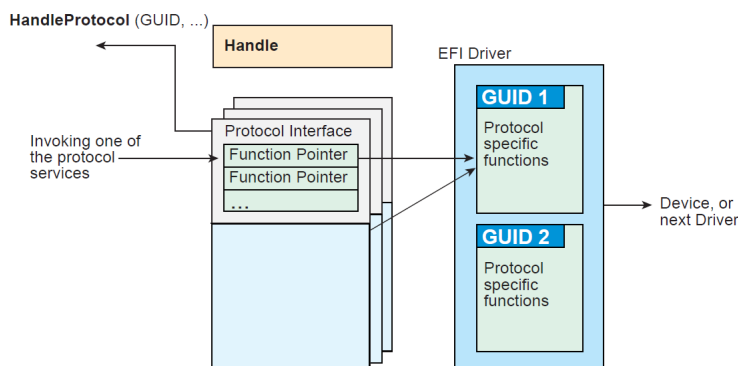 HandleProtocol (GUID, ...)
Handle
EFI Driver
GUID 1
Protocol
specific
functions
Protocol Interface
Invoking one of
the protocol
services
Function Pointer
Function Pointer
...
Device, or
next Driver
GUID 2
Protocol
specific
functions